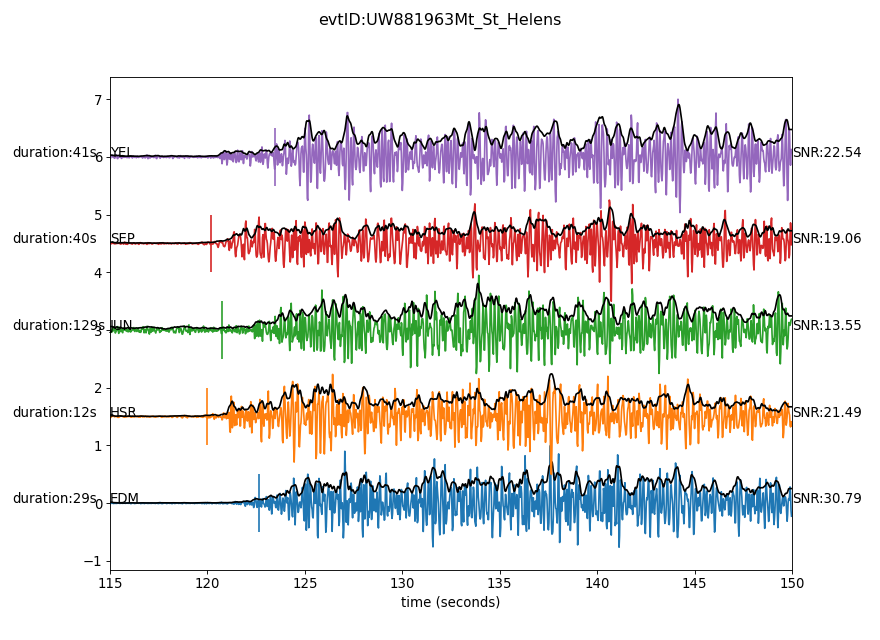 evtID:UW881963Mt_St_Helens
7
duration:41s YEL SNR:22.54
6
5
duration:40s SEP SNR:19.06
4
duration:129s JUN SNR:13.55
3
2
duration:12s HSR SNR:21.49
1
duration:29s EDM SNR:30.79
0
−1
115 120 125 130 135 140 145 150
time (seconds)